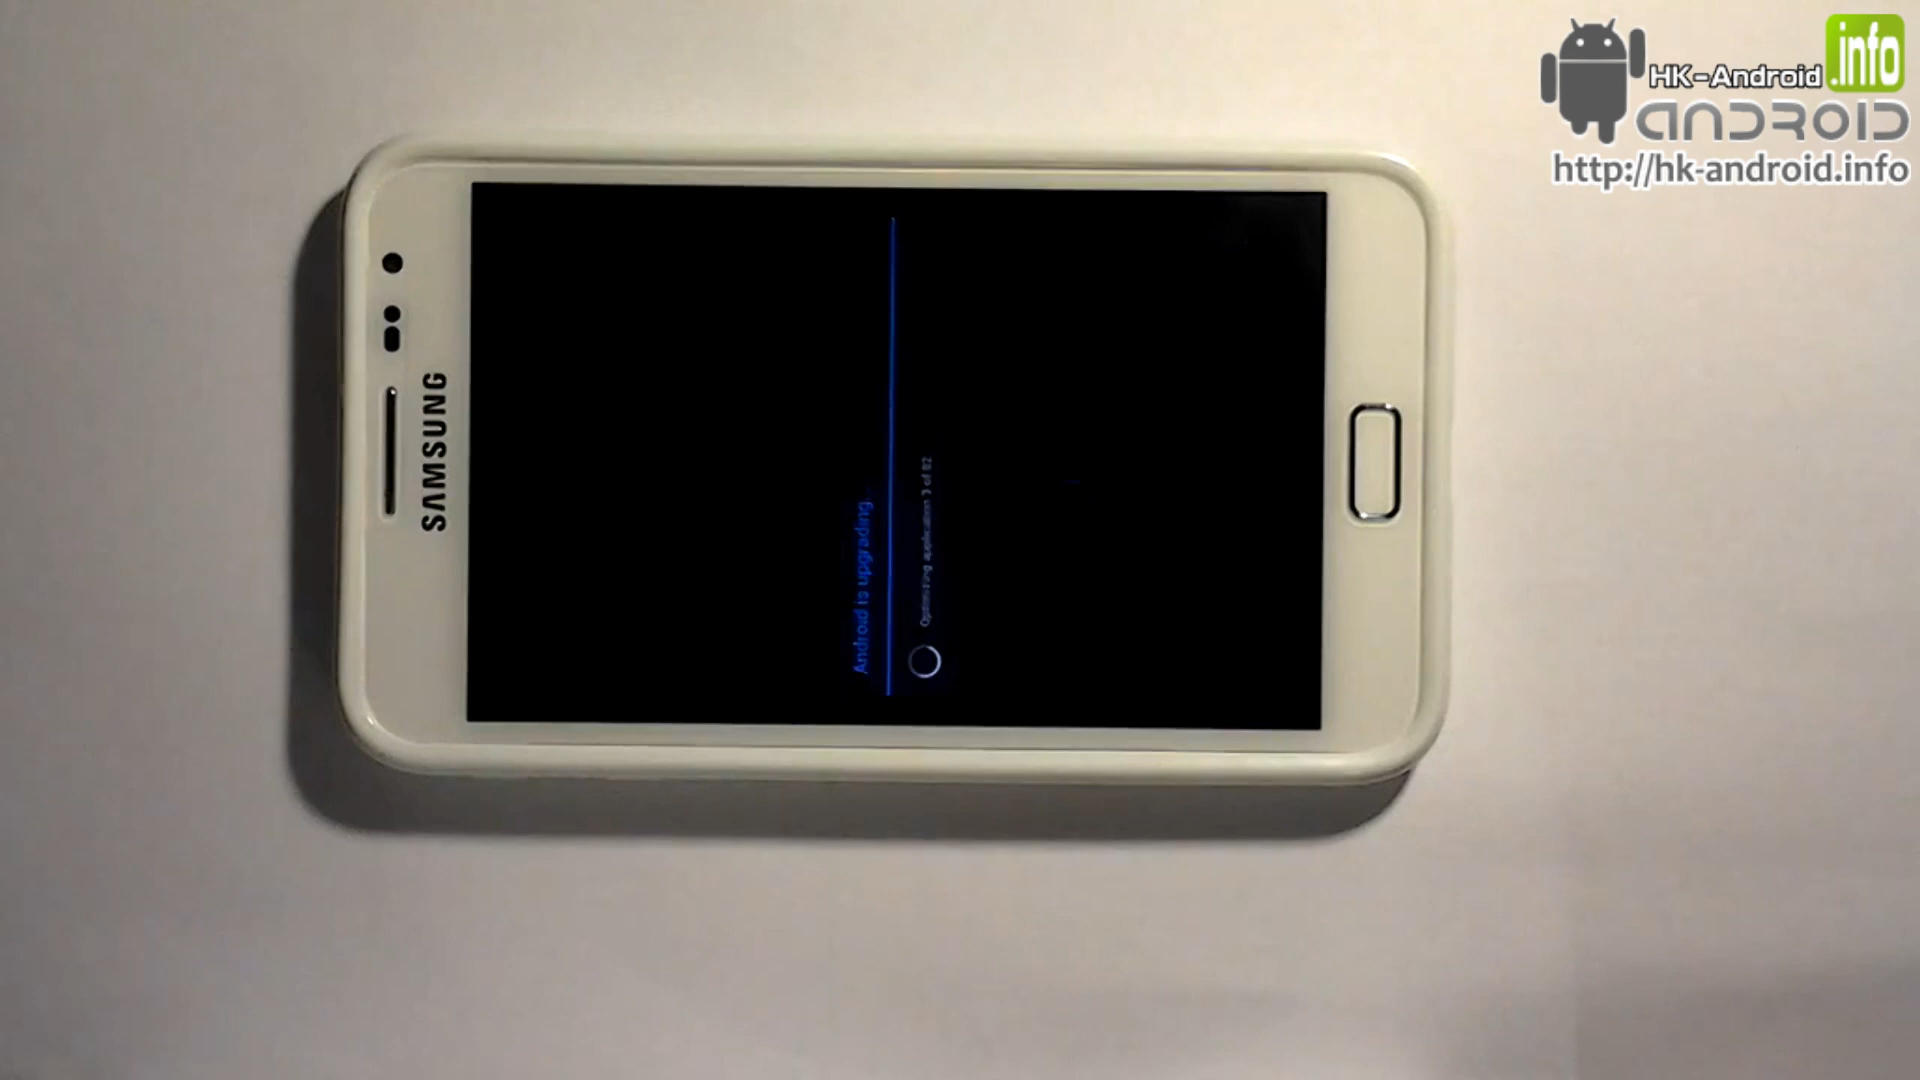 HK-Android .info
ANDROID
http://hk-android.info
SAMSUNG
Android is upgrading...
Optimizing application 3 of 82